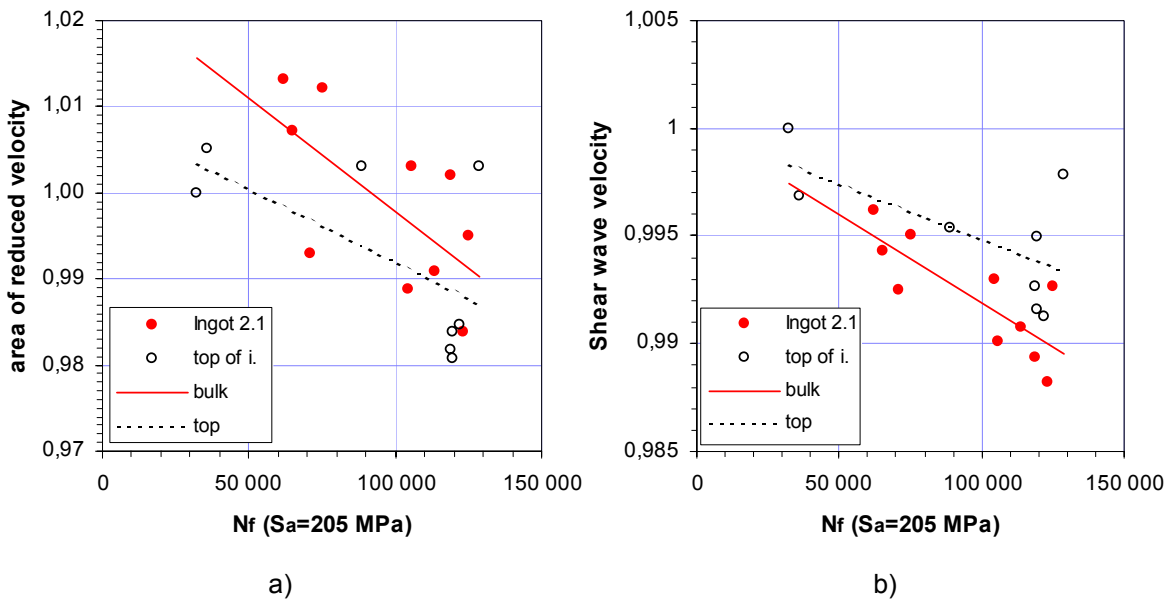 1,02
1,01
1,00
0,99
0,98
0,97
area of reduced velocity
Ingot 2.1
top of i.
bulk
top
0
50 000
100 000
150 000
Nf (Sa=205 MPa)
a)
1,005
1
0,995
0,99
0,985
Shear wave velocity
Ingot 2.1
top of i.
bulk
top
0
50 000
100 000
150 000
Nf (Sa=205 MPa)
b)